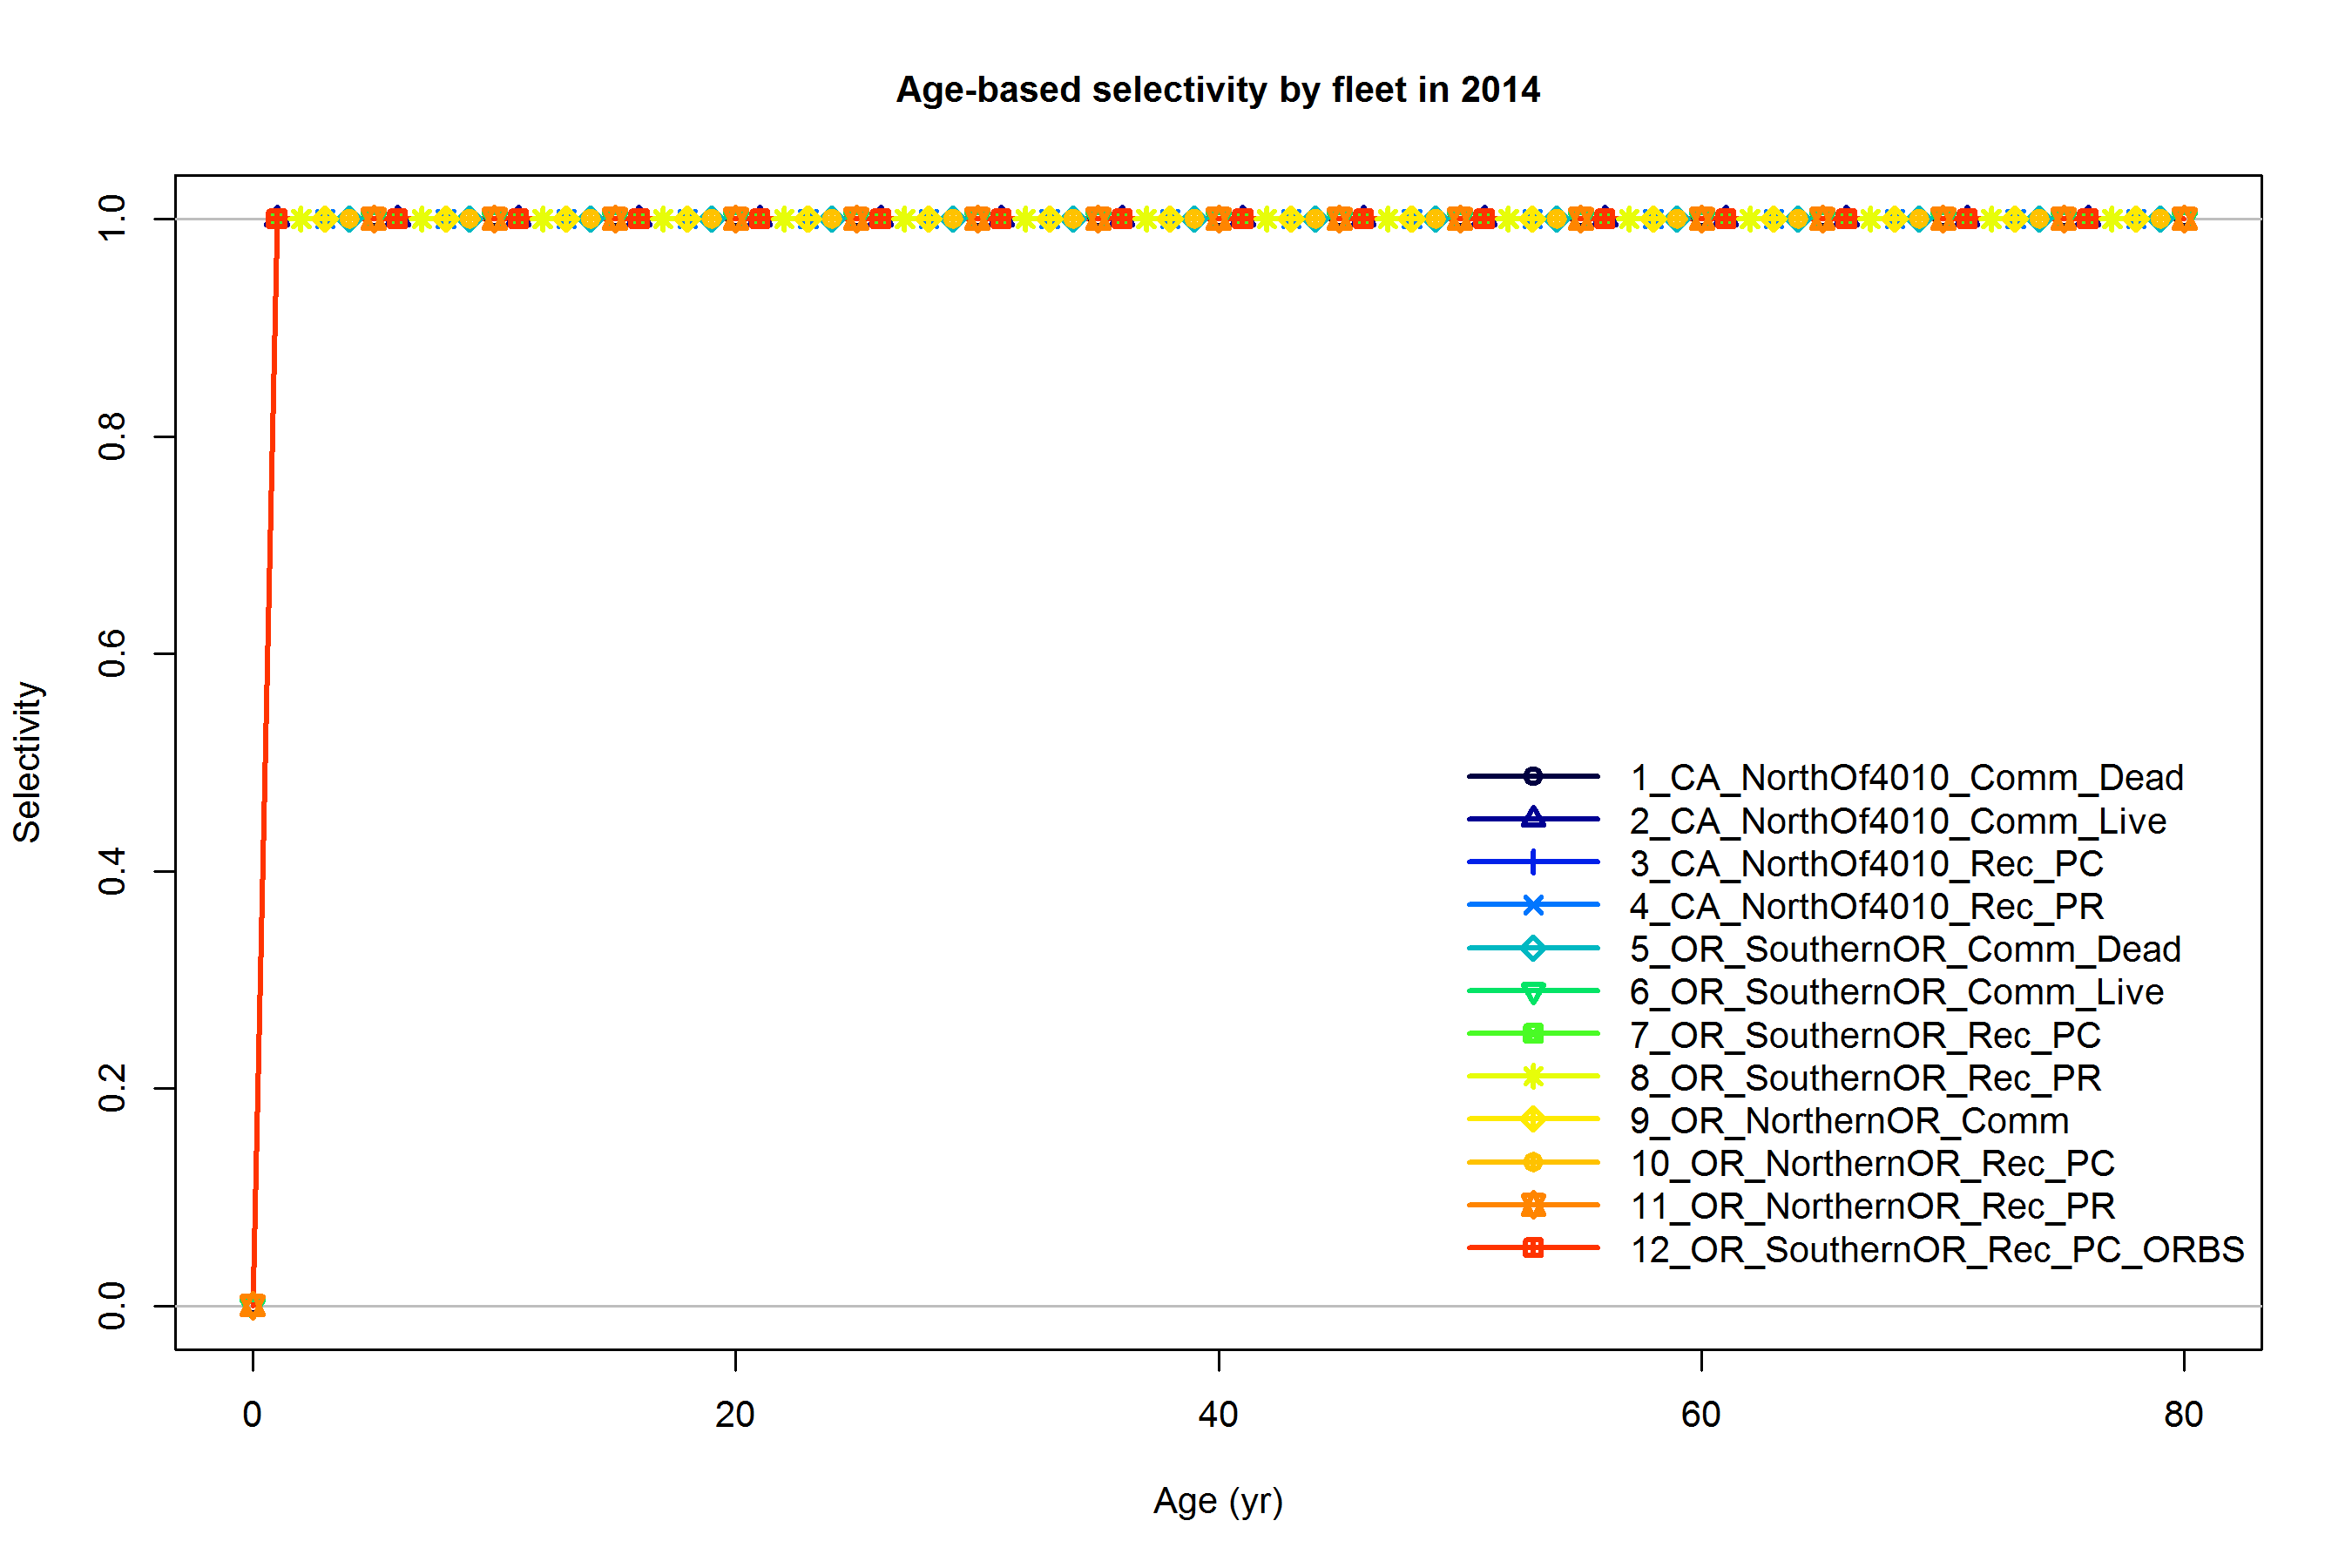 Age-based selectivity by fleet in 2014
Selectivity
1.0
0.8
0.6
0.4
0.2
0.0
1_CA_NorthOf4010_Comm_Dead
2_CA_NorthOf4010_Comm_Live
3_CA_NorthOf4010_Rec_PC
4_CA_NorthOf4010_Rec_PR
5_OR_SouthernOR_Comm_Dead
6_OR_SouthernOR_Comm_Live
7_OR_SouthernOR_Rec_PC
8_OR_SouthernOR_Rec_PR
9_OR_NorthernOR_Comm
10_OR_NorthernOR_Rec_PC
11_OR_NorthernOR_Rec_PR
12_OR_SouthernOR_Rec_PC_ORBS
0 20 40 60 80
Age (yr)